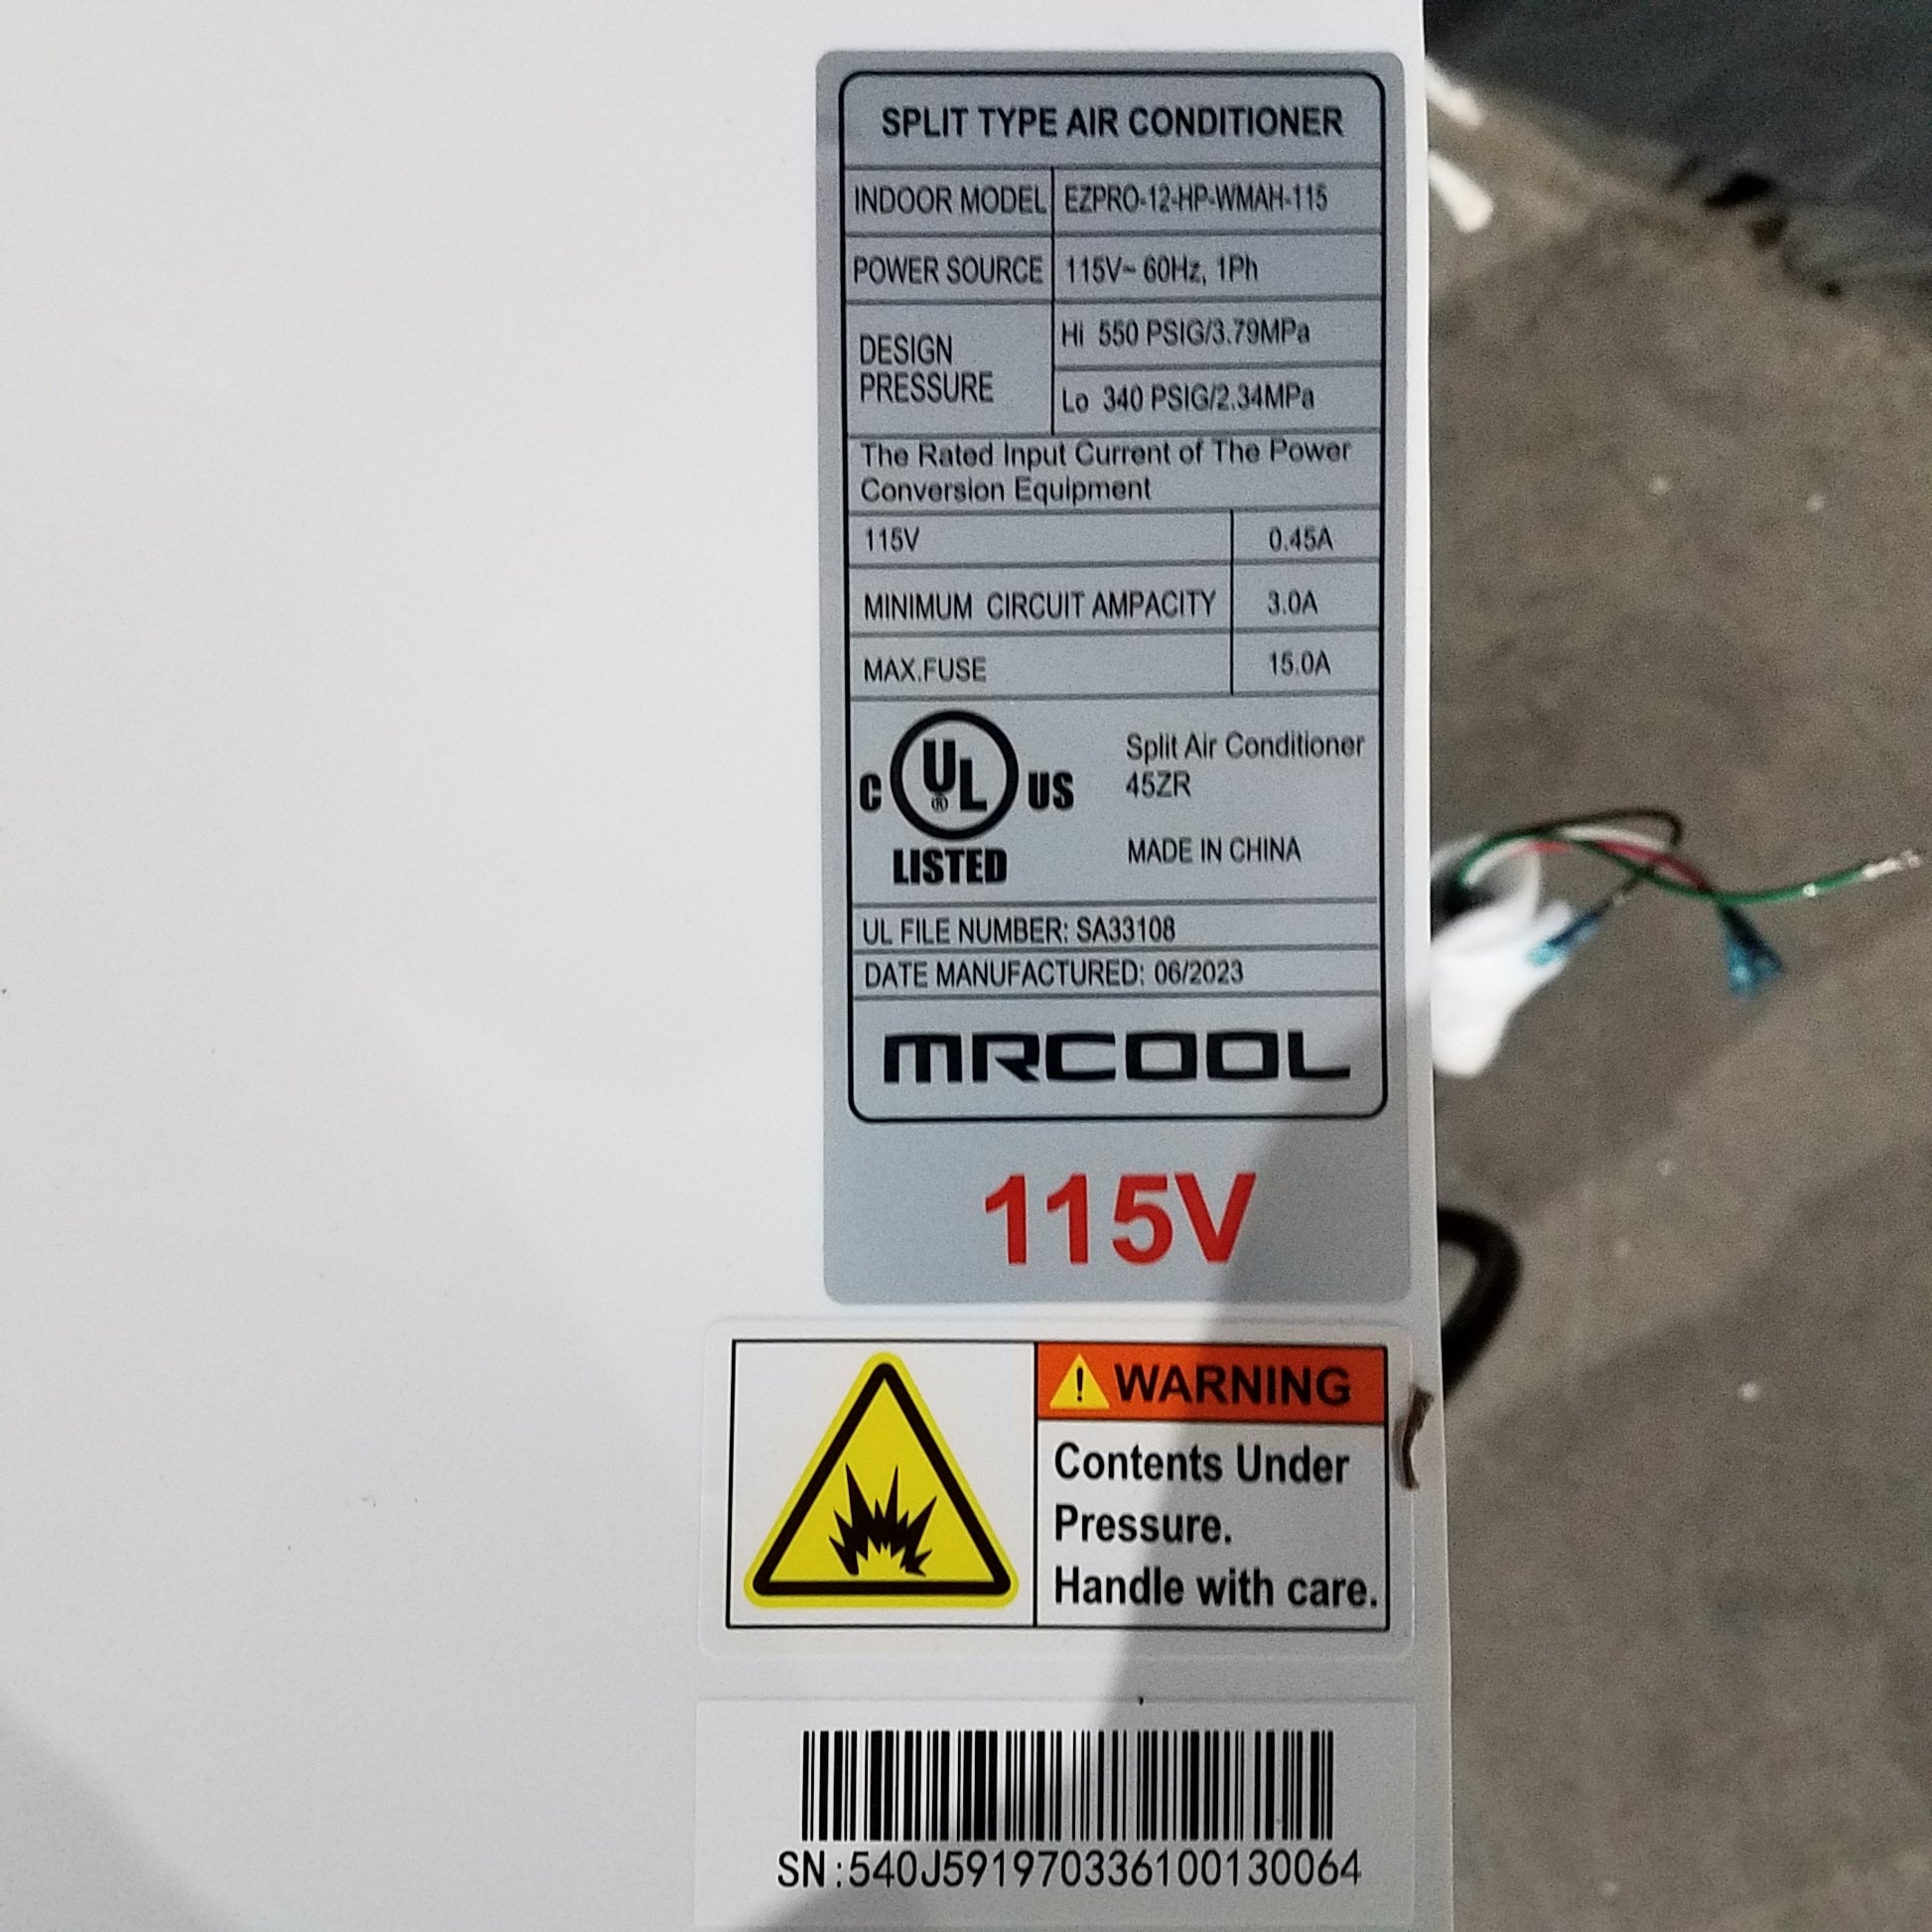 SPLIT TYPE AIR CONDITIONER
INDOOR MODEL EZPRO-12-HP-WMAH-115
POWER SOURCE 115V~ 60Hz, 1Ph
DESIGN PRESSURE
Hi 550 PSIG/3.79MPa
Lo 340 PSIG/2.34MPa
The Rated Input Current of The Power
Conversion Equipment
115V 0.45A
MINIMUM CIRCUIT AMPACITY 3.0A
MAX.FUSE 15.0A
C UL® US
LISTED
Split Air Conditioner
45ZR
MADE IN CHINA
UL FILE NUMBER: SA33108
DATE MANUFACTURED: 06/2023
MRCOOL
115V
WARNING
Contents Under
Pressure.
Handle with care.
SN:540J591970336100130064